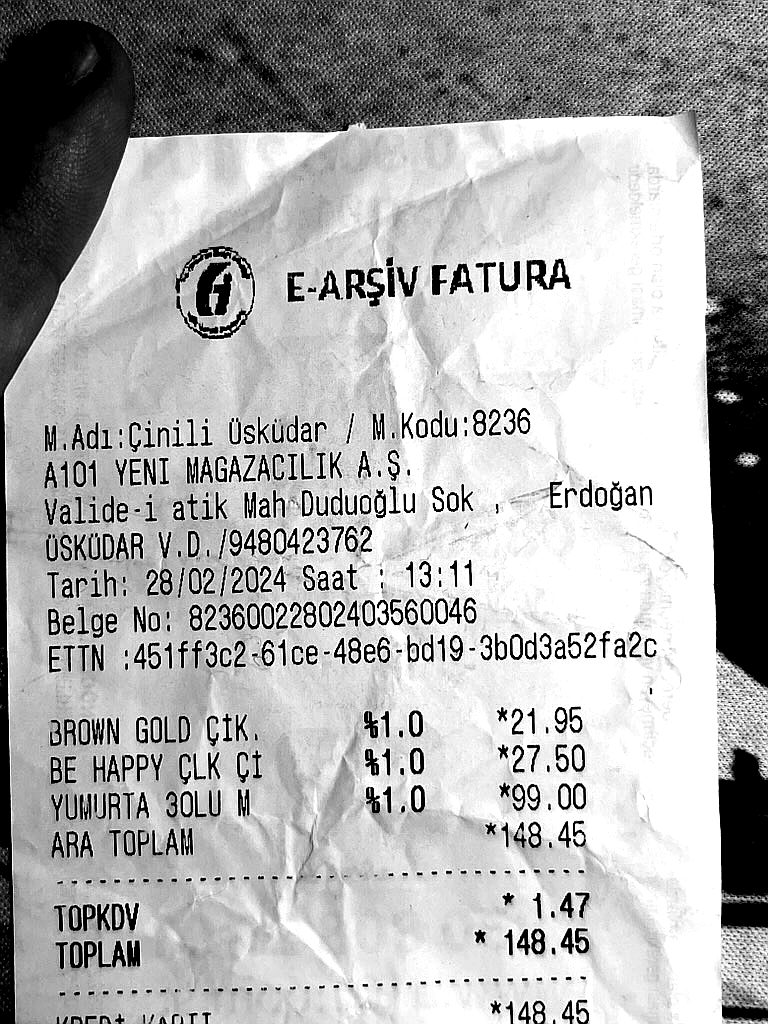 E-ARŞİV FATURA
M.Adı:Çinili Üsküdar / M.Kodu:8236
A101 YENI MAGAZACILIK A.Ş.
Valide-i atik Mah Duduoğlu Sok , Erdoğan
ÜSKÜDAR V.D./9480423762
Tarih: 28/02/2024 Saat : 13:11
Belge No: 82360022802403560046
ETTN :451ff3c2-61ce-48e6-bd19-3b0d3a52fa2c
BROWN GOLD ÇİK. %1.0 *21.95
BE HAPPY ÇLK Çİ %1.0 *27.50
YUMURTA 30LU M %1.0 *99.00
ARA TOPLAM *148.45
TOPKDV * 1.47
TOPLAM * 148.45
KREDİ KARTI *148.45